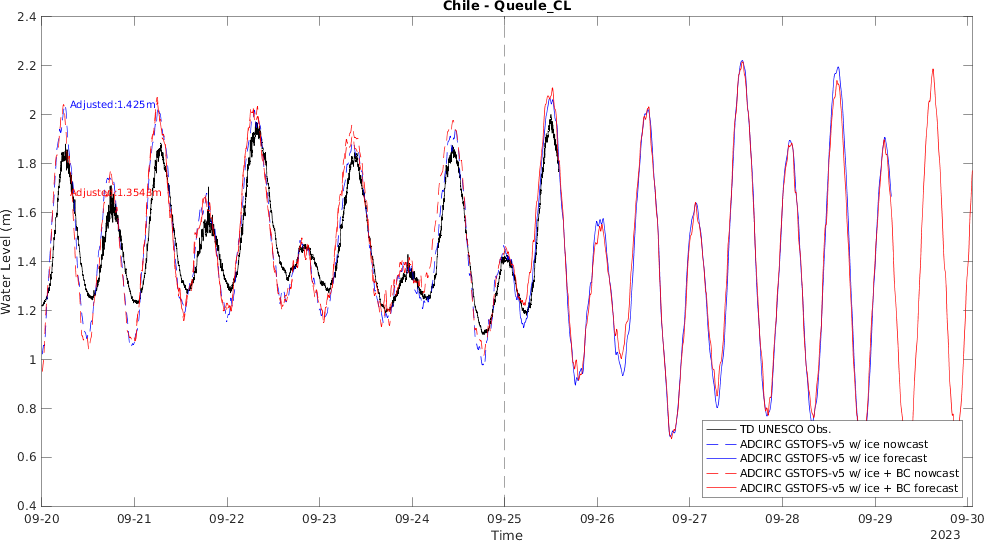 Chile - Queule_CL
2.4
2.2
2
1.8
1.6
1.4
1.2
1
0.8
0.6
0.4
Water Level (m)
Adjusted:1.425m
Adjusted:1.3543m
TD UNESCO Obs.
ADCIRC GSTOFS-v5 w/ ice nowcast
ADCIRC GSTOFS-v5 w/ ice forecast
ADCIRC GSTOFS-v5 w/ ice + BC nowcast
ADCIRC GSTOFS-v5 w/ ice + BC forecast
09-20 09-21 09-22 09-23 09-24 09-25 09-26 09-27 09-28 09-29 09-30
Time
2023